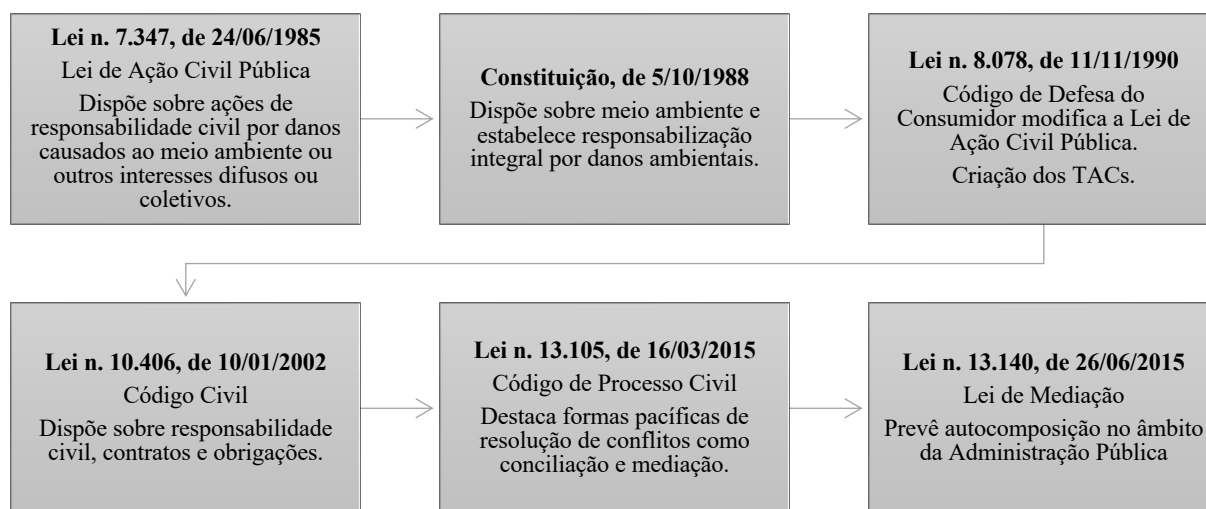 Lei n. 7.347, de 24/06/1985
Lei de Ação Civil Pública
Dispõe sobre ações de
responsabilidade civil por danos
causados ao meio ambiente ou
outros interesses difusos ou
coletivos.
Constituição, de 5/10/1988
Dispõe sobre meio ambiente e
estabelece responsabilização
integral por danos ambientais.
Lei n. 8.078, de 11/11/1990
Código de Defesa do
Consumidor modifica a Lei de
Ação Civil Pública.
Criação dos TACs.
Lei n. 10.406, de 10/01/2002
Código Civil
Dispõe sobre responsabilidade
civil, contratos e obrigações.
Lei n. 13.105, de 16/03/2015
Código de Processo Civil
Destaca formas pacíficas de
resolução de conflitos como
conciliação e mediação.
Lei n. 13.140, de 26/06/2015
Lei de Mediação
Prevê autocomposição no âmbito
da Administração Pública